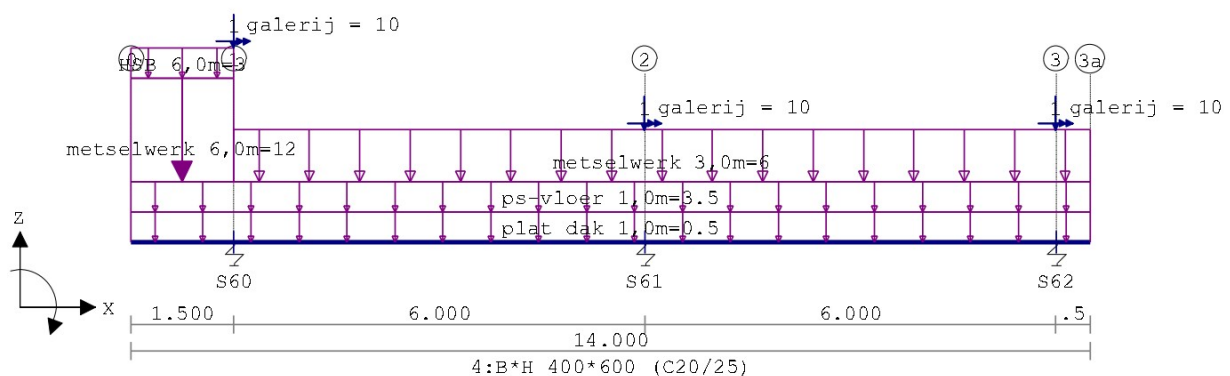 1 galerij = 10
HSB 6,0m=3
2
3
3a
1 galerij = 10
1 galerij = 10
metselwerk 6,0m=12
metselwerk 3,0m=6
ps-vloer 1,0m=3.5
plat dak 1,0m=0.5
Z
X
S60
S61
S62
1.500
6.000
6.000
.5
14.000
4:B*H 400*600 (C20/25)